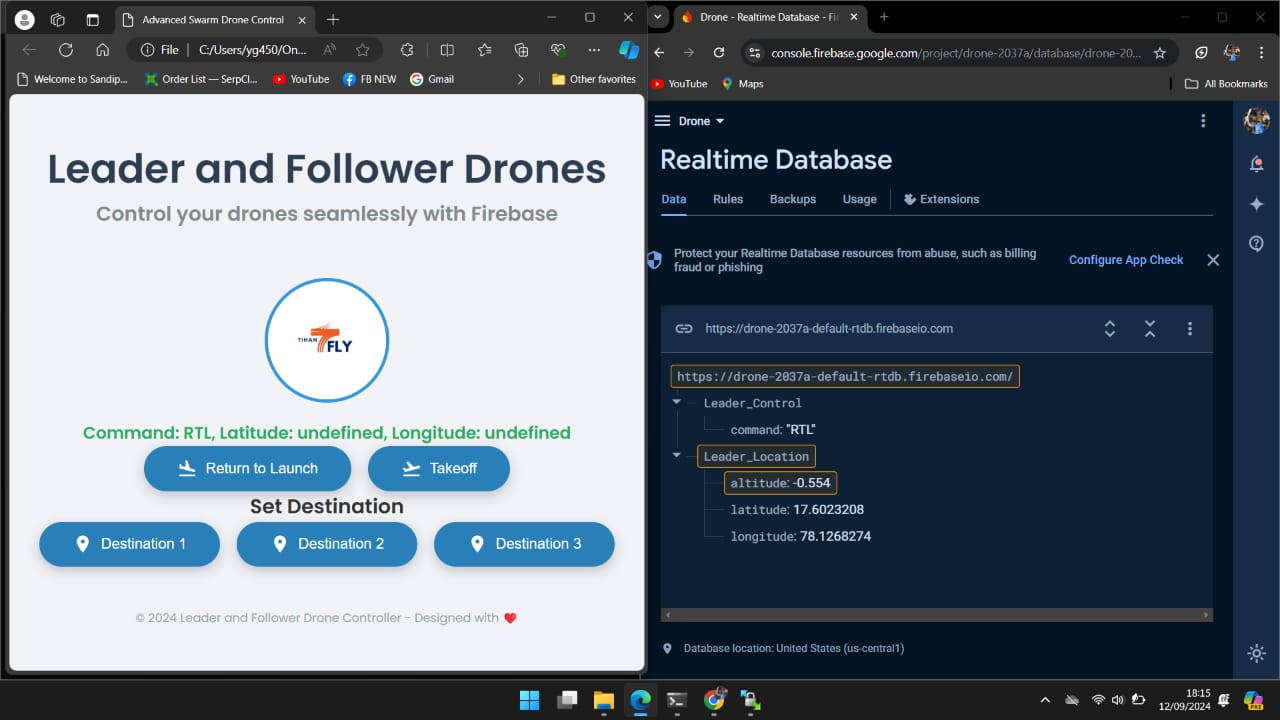 Advanced Swarm Drone Control
File
C:/Users/yg450/On...
Welcome to Sandip...
Order List — SerpCl...
YouTube
FB NEW
Gmail
Other favorites
Leader and Follower Drones
Control your drones seamlessly with Firebase
TIHAN
FLY
Command: RTL, Latitude: undefined, Longitude: undefined
Return to Launch
Takeoff
Set Destination
Destination 1
Destination 2
Destination 3
© 2024 Leader and Follower Drone Controller - Designed with ❤️
Drone - Realtime Database - Fir
console.firebase.google.com/project/drone-2037a/database/drone-20...
YouTube
Maps
All Bookmarks
Drone
Realtime Database
Data
Rules
Backups
Usage
Extensions
Protect your Realtime Database resources from abuse, such as billing
fraud or phishing
Configure App Check
https://drone-2037a-default-rtdb.firebaseio.com
https://drone-2037a-default-rtdb.firebaseio.com/
Leader_Control
command: "RTL"
Leader_Location
altitude: -0.554
latitude: 17.6023208
longitude: 78.1268274
Database location: United States (us-central1)
18:15
12/09/2024